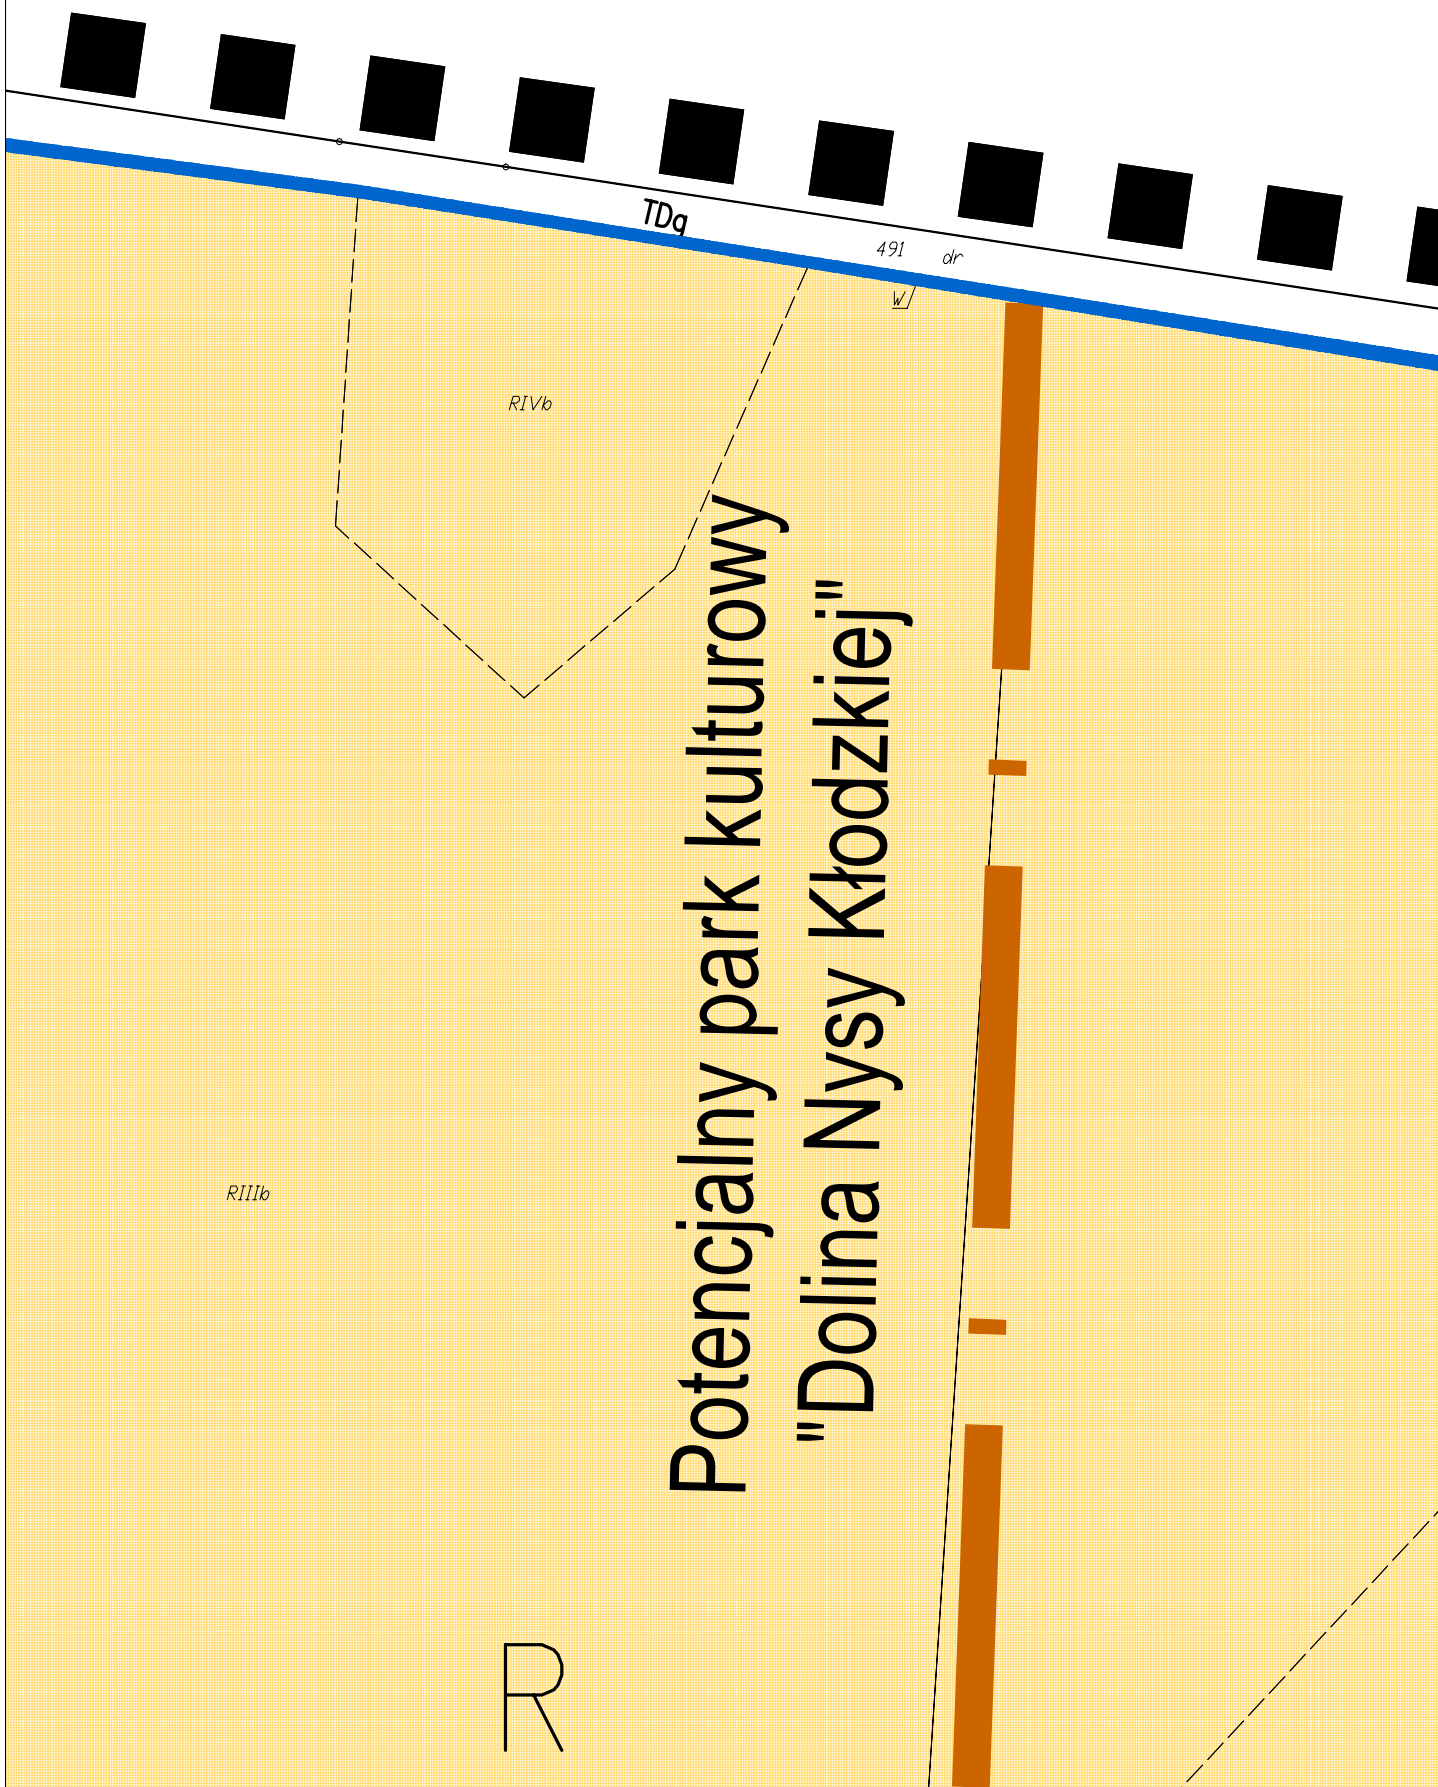 TDg
491 dr
W
RIVb
Potencjalny park kulturowy
"Dolina Nysy Kłodzkiej"
RIIIb
R